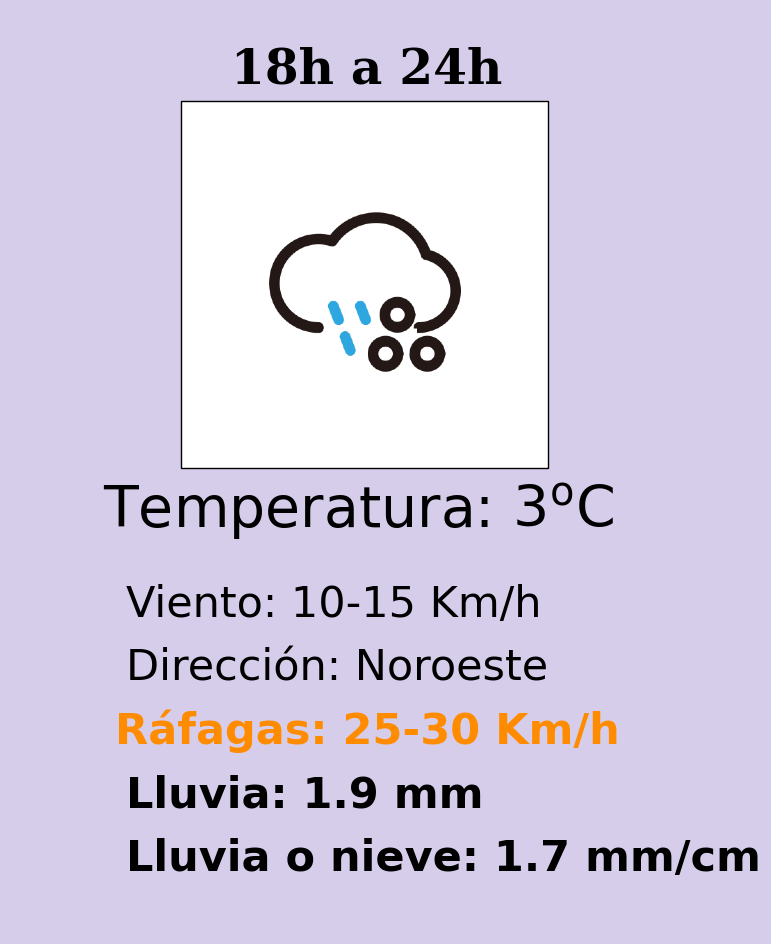 18h a 24h
Temperatura: 3ºC
Viento: 10-15 Km/h
Dirección: Noroeste
Ráfagas: 25-30 Km/h
Lluvia: 1.9 mm
Lluvia o nieve: 1.7 mm/cm